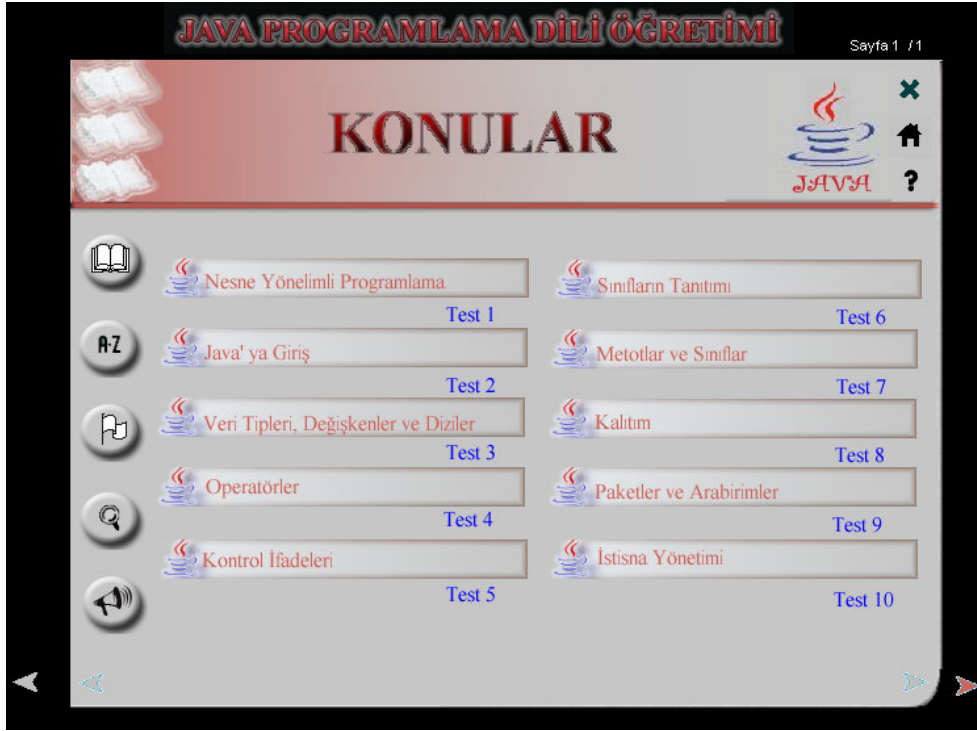 JAVA PROGRAMLAMA DİLİ ÖĞRETİMİ
Sayfa 1 /1
KONULAR
JAVA
?
A-Z
Nesne Yönelimli Programlama
Test 1
Java' ya Giriş
Test 2
Veri Tipleri, Değişkenler ve Diziler
Test 3
Operatörler
Test 4
Kontrol İfadeleri
Test 5
Sınıfların Tanıtımı
Test 6
Metotlar ve Sınıflar
Test 7
Kalıtım
Test 8
Paketler ve Arabirimler
Test 9
İstisna Yönetimi
Test 10